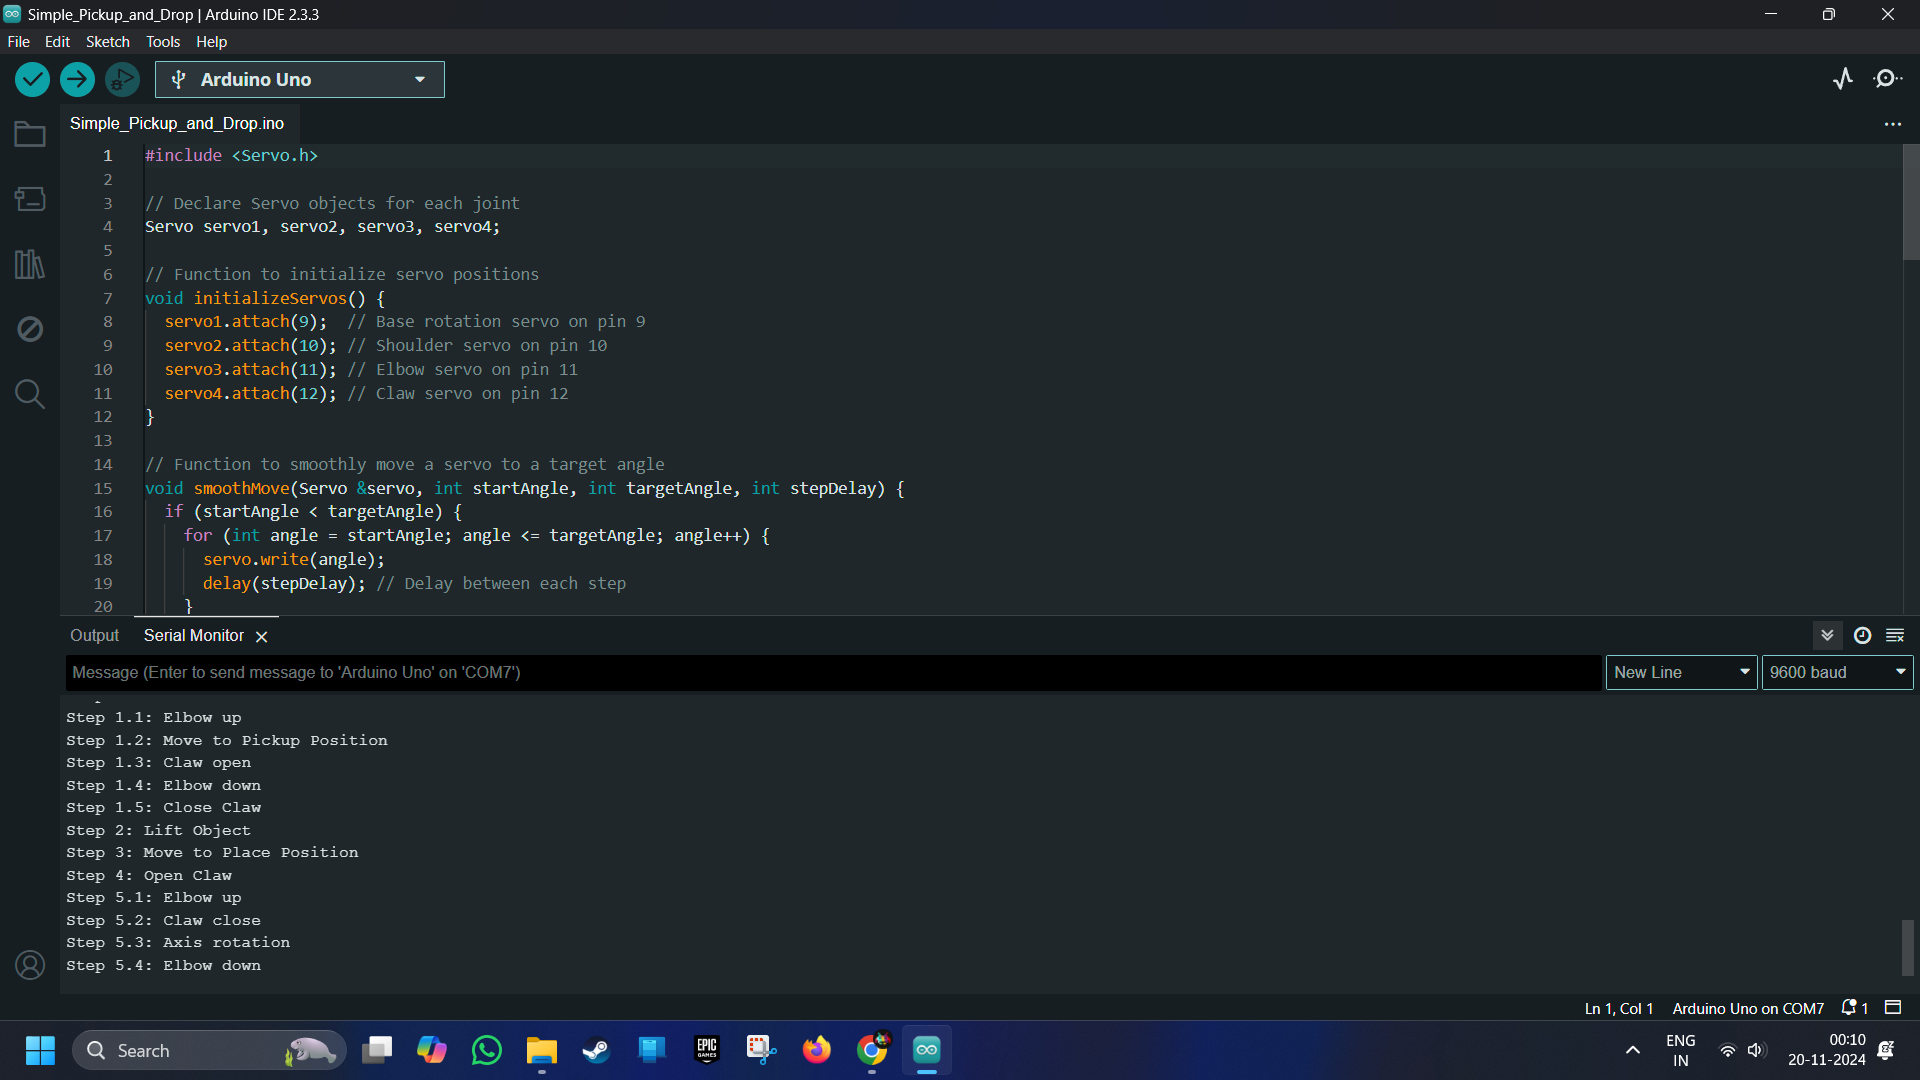 Simple_Pickup_and_Drop | Arduino IDE 2.3.3
File Edit Sketch Tools Help
Arduino Uno
Simple_Pickup_and_Drop.ino
1 #include <Servo.h>
2
3 // Declare Servo objects for each joint
4 Servo servo1, servo2, servo3, servo4;
5
6 // Function to initialize servo positions
7 void initializeServos() {
8 servo1.attach(9); // Base rotation servo on pin 9
9 servo2.attach(10); // Shoulder servo on pin 10
10 servo3.attach(11); // Elbow servo on pin 11
11 servo4.attach(12); // Claw servo on pin 12
12 }
13
14 // Function to smoothly move a servo to a target angle
15 void smoothMove(Servo &servo, int startAngle, int targetAngle, int stepDelay) {
16 if (startAngle < targetAngle) {
17 for (int angle = startAngle; angle <= targetAngle; angle++) {
18 servo.write(angle);
19 delay(stepDelay); // Delay between each step
20 }
Output Serial Monitor
Message (Enter to send message to 'Arduino Uno' on 'COM7')
New Line
9600 baud
Step 1.1: Elbow up
Step 1.2: Move to Pickup Position
Step 1.3: Claw open
Step 1.4: Elbow down
Step 1.5: Close Claw
Step 2: Lift Object
Step 3: Move to Place Position
Step 4: Open Claw
Step 5.1: Elbow up
Step 5.2: Claw close
Step 5.3: Axis rotation
Step 5.4: Elbow down
Ln 1, Col 1 Arduino Uno on COM7 1
Search
EPIC
GAMES
ENG
IN
00:10
20-11-2024